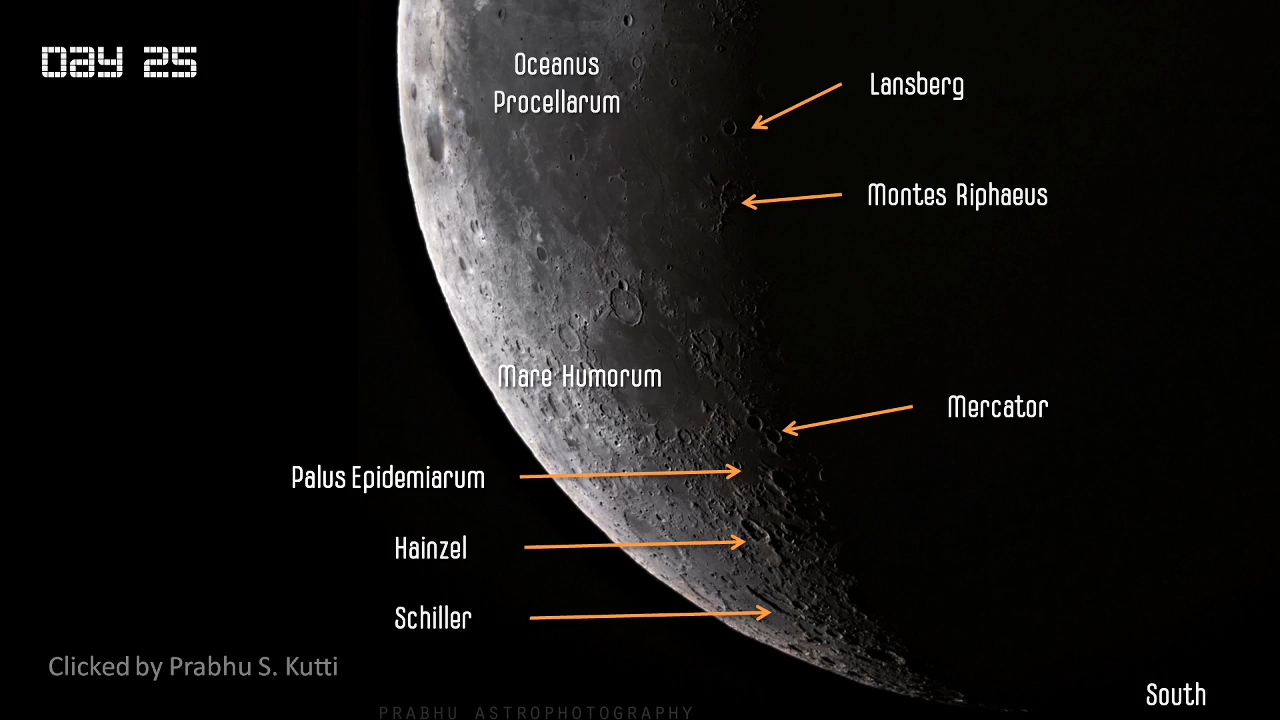 Day 25
Oceanus
Procellarum
Lansberg
Montes Riphaeus
Mare Humorum
Mercator
Palus Epidemiarum
Hainzel
Schiller
Clicked by Prabhu S. Kutti
South
PRABHU ASTROPHOTOGRAPHY